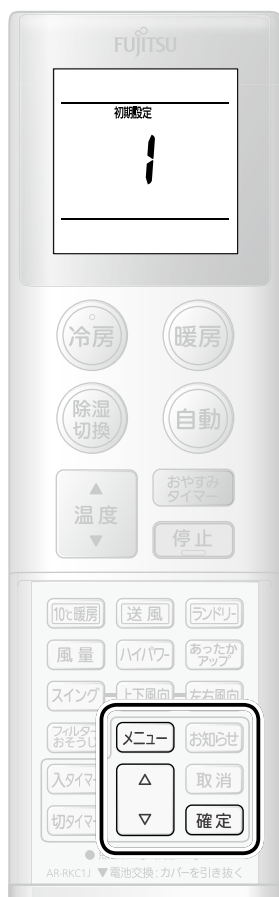 FUJITSU
初期設定
1
冷房
暖房
除湿
切換
自動
温度
おやすみ
タイマー
停止
10℃暖房
送風
ランドリー
風量
ハイパワー
あったか
アップ
スイング
上下風向
左右風向
フィルター
おそうじ
メニュー
お知らせ
入タイマ
取消
切タイマ
確定
AR-RKC1J ▼電池交換：カバーを引き抜く